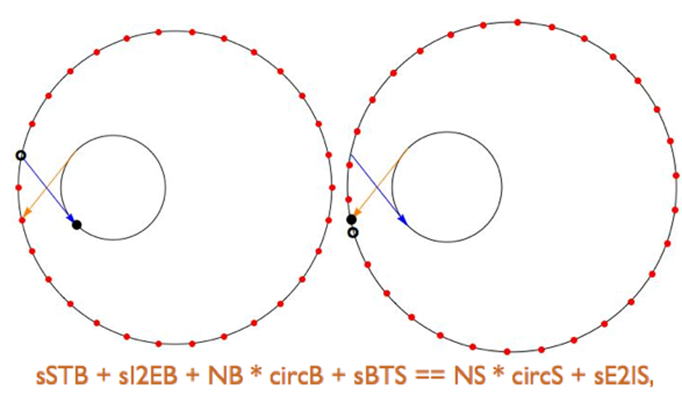 sSTB + sI2EB + NB * circB + sBTS == NS * circS + sE2IS,